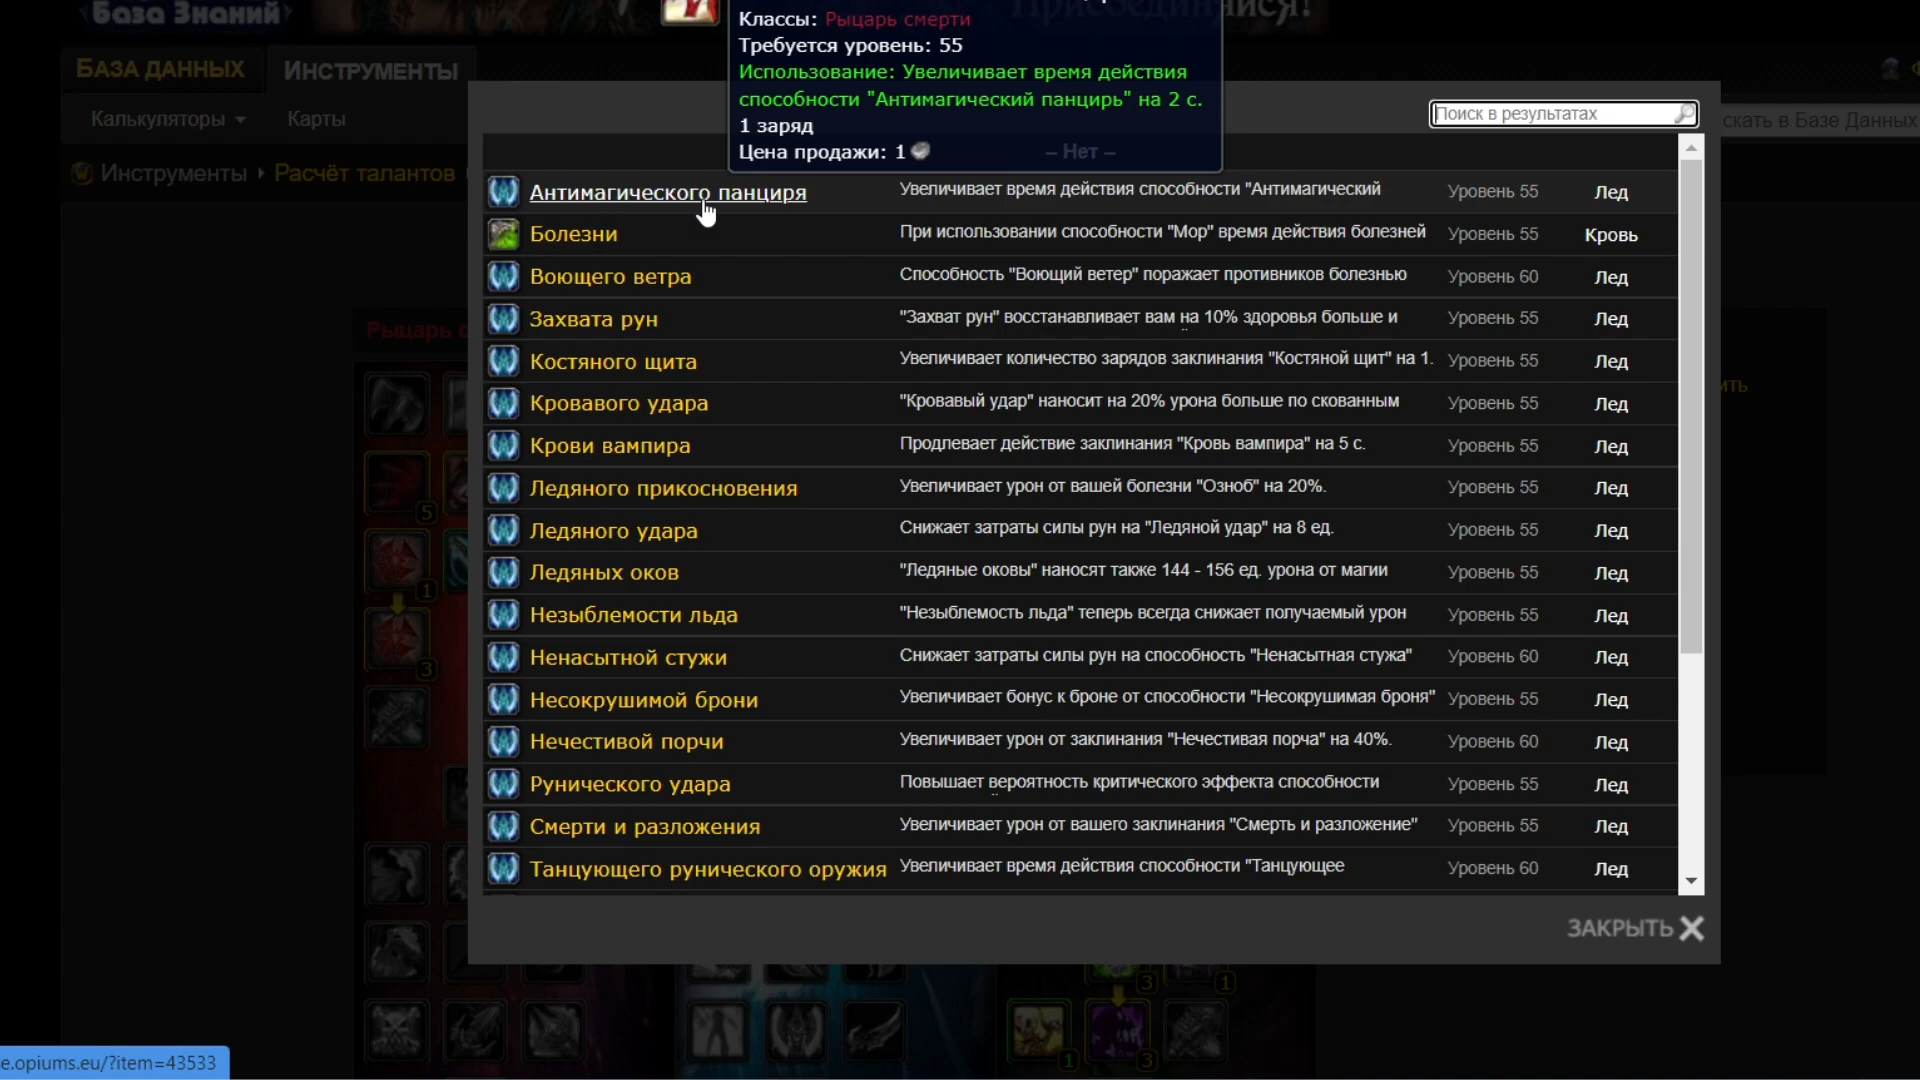 База Знаний
Присоединяйся!
Классы: Рыцарь смерти
БАЗА ДАННЫХ
ИНСТРУМЕНТЫ
Требуется уровень: 55
Использование: Увеличивает время действия
способности "Антимагический панцирь" на 2 с.
Калькуляторы
Карты
1 заряд
Поиск в результатах
скать в Базе Данных
Цена продажи: 1
– Нет –
Инструменты
Расчёт талантов
Антимагического панциря Увеличивает время действия способности "Антимагический Уровень 55 Лед
Болезни При использовании способности "Мор" время действия болезней Уровень 55 Кровь
Воющего ветра Способность "Воющий ветер" поражает противников болезнью Уровень 60 Лед
Захвата рун "Захват рун" восстанавливает вам на 10% здоровья больше и Уровень 55 Лед
Рыцарь с
Костяного щита Увеличивает количество зарядов заклинания "Костяной щит" на 1. Уровень 55 Лед
ить
Кровавого удара "Кровавый удар" наносит на 20% урона больше по скованным Уровень 55 Лед
Крови вампира Продлевает действие заклинания "Кровь вампира" на 5 с. Уровень 55 Лед
Ледяного прикосновения Увеличивает урон от вашей болезни "Озноб" на 20%. Уровень 55 Лед
5
Ледяного удара Снижает затраты силы рун на "Ледяной удар" на 8 ед. Уровень 55 Лед
Ледяных оков "Ледяные оковы" наносят также 144 - 156 ед. урона от магии Уровень 55 Лед
1
Незыблемости льда "Незыблемость льда" теперь всегда снижает получаемый урон Уровень 55 Лед
Ненасытной стужи Снижает затраты силы рун на способность "Ненасытная стужа" Уровень 60 Лед
3
Несокрушимой брони Увеличивает бонус к броне от способности "Несокрушимая броня" Уровень 55 Лед
Нечестивой порчи Увеличивает урон от заклинания "Нечестивая порча" на 40%. Уровень 60 Лед
Рунического удара Повышает вероятность критического эффекта способности Уровень 55 Лед
Смерти и разложения Увеличивает урон от вашего заклинания "Смерть и разложение" Уровень 55 Лед
Танцующего рунического оружия Увеличивает время действия способности "Танцующее Уровень 60 Лед
ЗАКРЫТЬ
3
1
1
3
e.opiums.eu/?item=43533